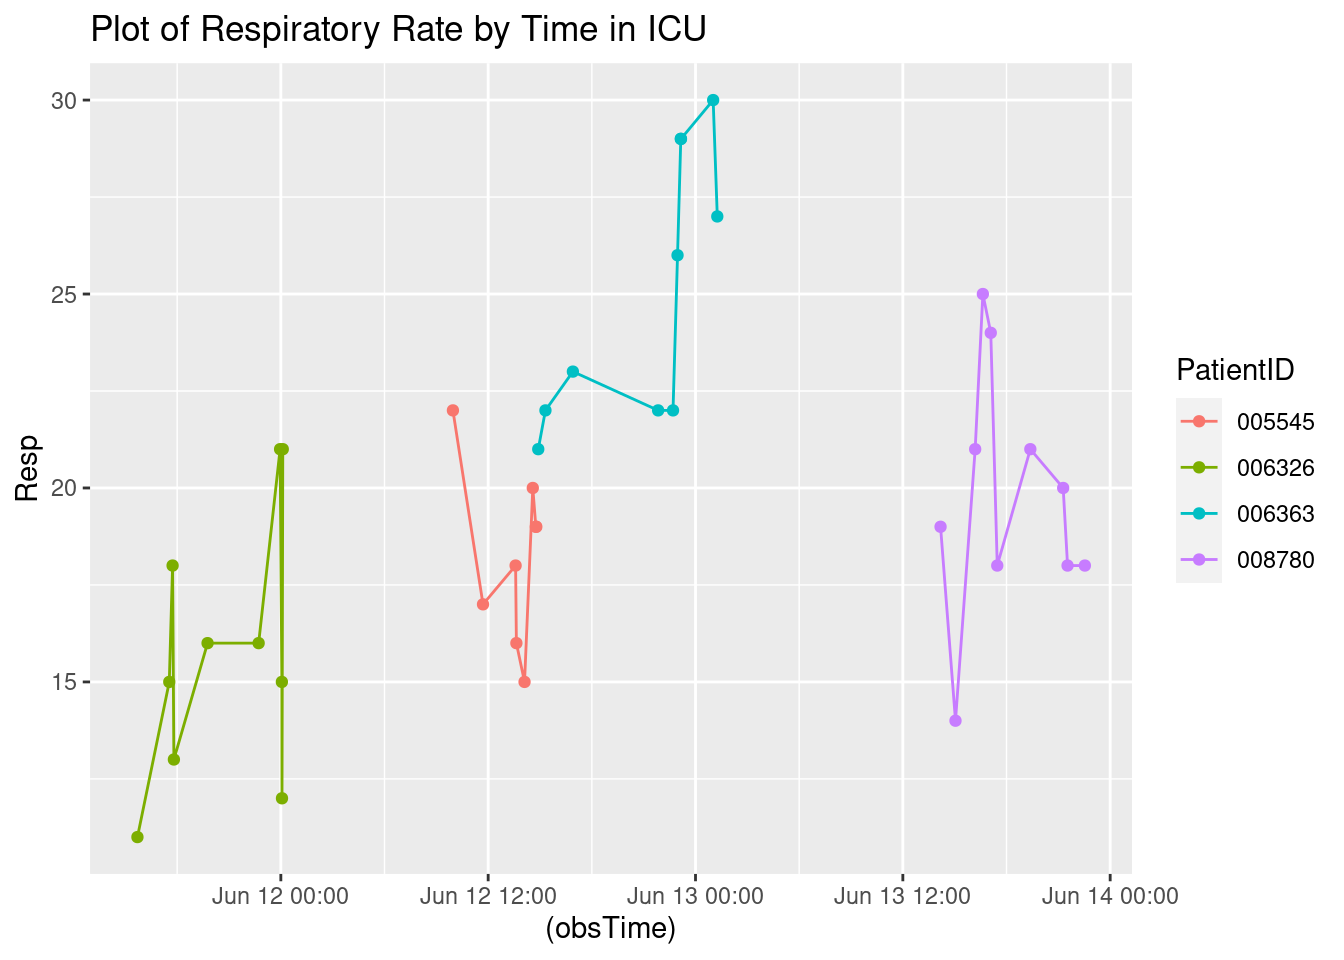 Plot of Respiratory Rate by Time in ICU
30
25
20
15
Resp
Jun 12 00:00
Jun 12 12:00
Jun 13 00:00
Jun 13 12:00
Jun 14 00:00
(obsTime)
PatientID
005545
006326
006363
008780